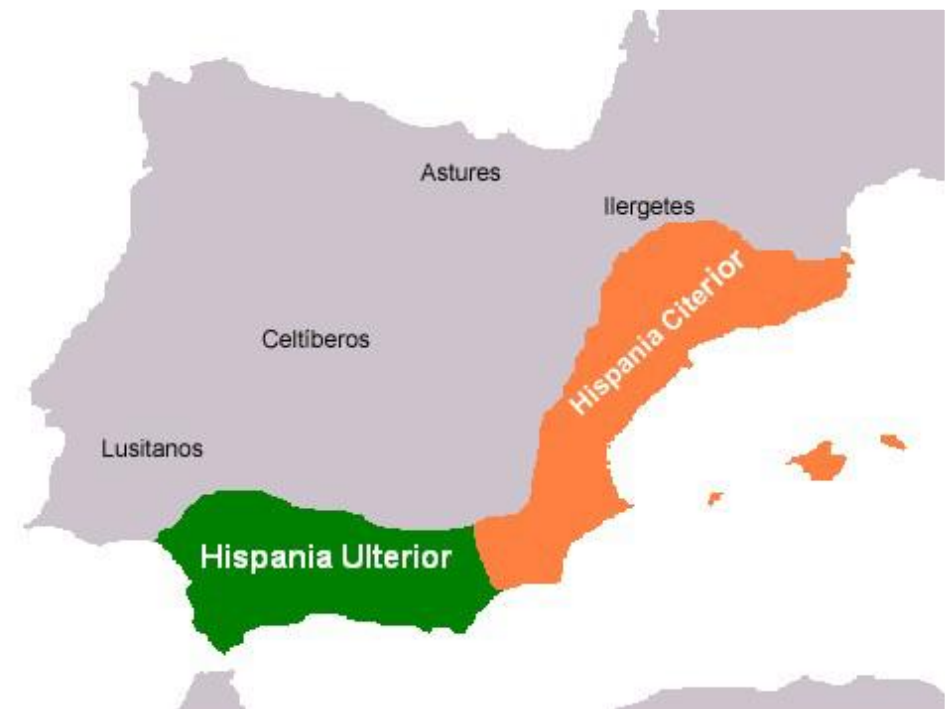 Astures
Ilergetes
Hispania Citerior
Celtíberos
Lusitanos
Hispania Ulterior